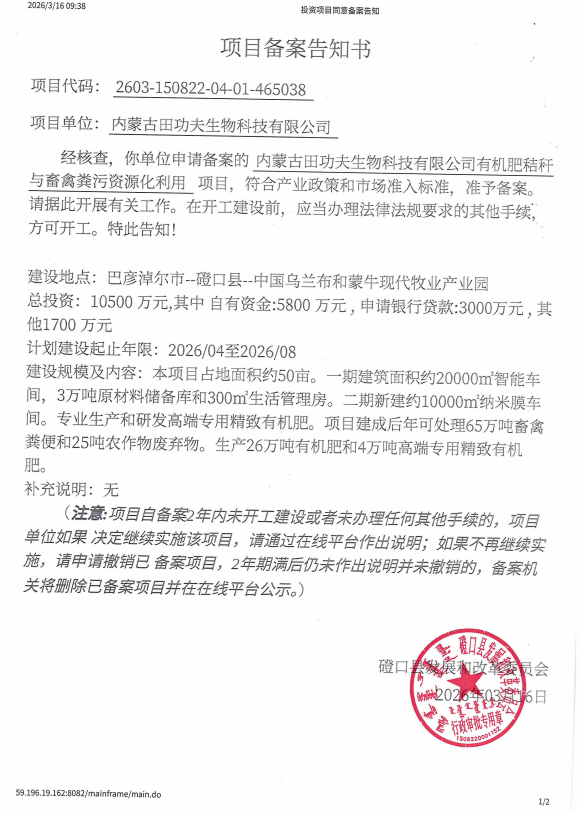 2026/3/16 09:38
投资项目同意备案告知
项目备案告知书
项目代码： 2603-150822-04-01-465038
项目单位：内蒙古田功夫生物科技有限公司
经核查，你单位申请备案的 内蒙古田功夫生物科技有限公司有机肥秸秆
与畜禽粪污资源化利用 项目，符合产业政策和市场准入标准，准予备案。
请据此开展有关工作。在开工建设前，应当办理法律法规要求的其他手续，
方可开工。特此告知！
建设地点：巴彦淖尔市--磴口县--中国乌兰布和蒙牛现代牧业产业园
总投资：10500 万元,其中 自有资金:5800 万元 , 申请银行贷款:3000万元 , 其
他1700 万元
计划建设起止年限：2026/04至2026/08
建设规模及内容：本项目占地面积约50亩。一期建筑面积约20000㎡智能车
间，3万吨原材料储备库和300㎡生活管理房。二期新建约10000㎡纳米膜车
间。专业生产和研发高端专用精致有机肥。项目建成后年可处理65万吨畜禽
粪便和25吨农作物废弃物。生产26万吨有机肥和4万吨高端专用精致有机
肥。
补充说明：无
（注意:项目自备案2年内未开工建设或者未办理任何其他手续的，项目
单位如果 决定继续实施该项目，请通过在线平台作出说明；如果不再继续实
施，请申请撤销已 备案项目，2年期满后仍未作出说明并未撤销的，备案机
关将删除已备案项目并在在线平台公示。）
磴口县发展和改革委员会
2026年03月16日
磴口县发展和改革委员会
行政审批专用章
1508220001152
59.196.19.162:8082/mainframe/main.do
1/2